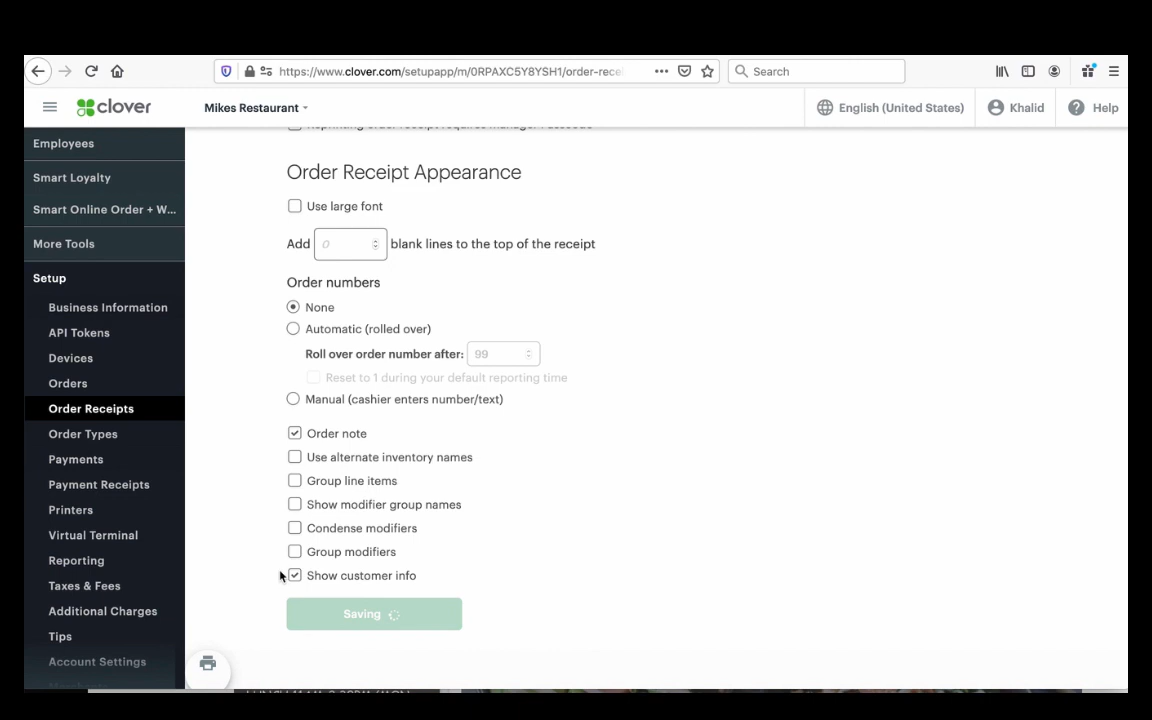 https://www.clover.com/setupapp/m/0RPAXC5Y8YSH1/order-rece
Search
clover
Mikes Restaurant
English (United States)
Khalid
Help
Employees
Smart Loyalty
Smart Online Order + W...
More Tools
Setup
Business Information
API Tokens
Devices
Orders
Order Receipts
Order Types
Payments
Payment Receipts
Printers
Virtual Terminal
Reporting
Taxes & Fees
Additional Charges
Tips
Account Settings
Order Receipt Appearance
Use large font
Add 0 blank lines to the top of the receipt
Order numbers
None
Automatic (rolled over)
Roll over order number after: 99
Reset to 1 during your default reporting time
Manual (cashier enters number/text)
Order note
Use alternate inventory names
Group line items
Show modifier group names
Condense modifiers
Group modifiers
Show customer info
Saving